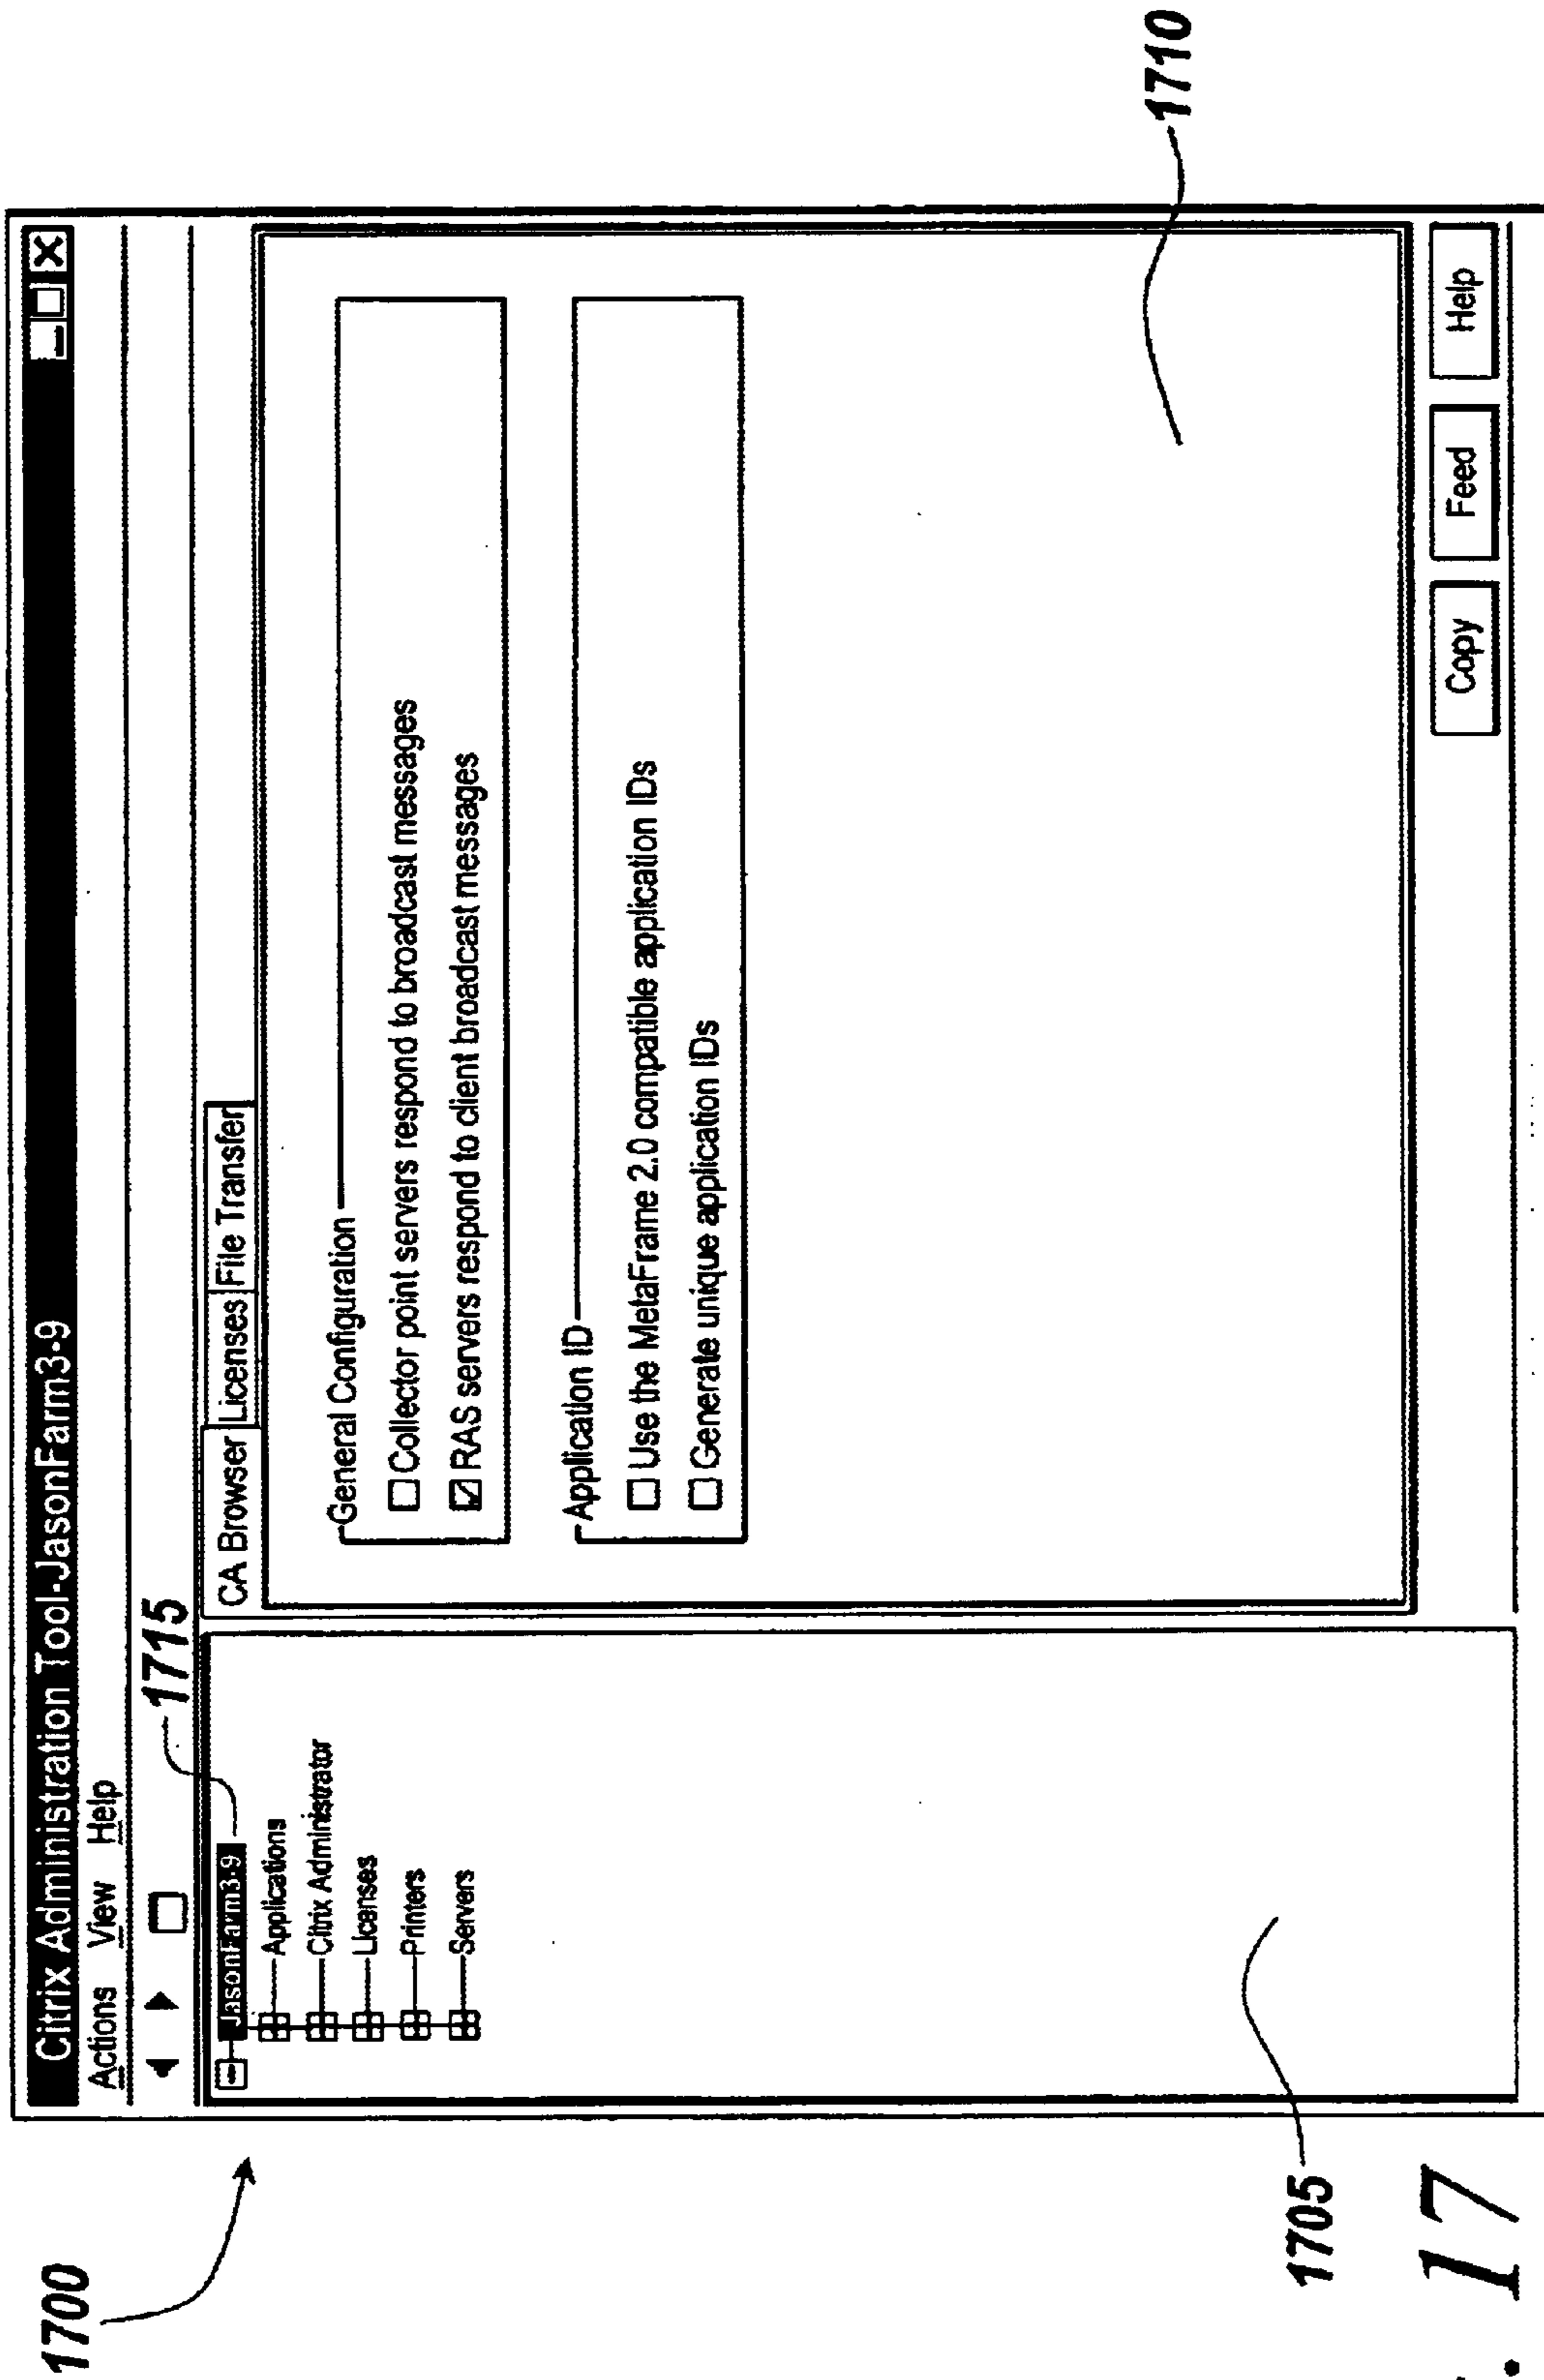 Citrix Administration Tool-JasonFarm3-9
Actions View Help
1715
1700
JasonFarm3-9
Applications
Citrix Administrator
Licenses
Printers
Servers
CA Browser Licenses File Transfer
General Configuration
Collector point servers respond to broadcast messages
RAS servers respond to client broadcast messages
Application ID
Use the MetaFrame 2.0 compatible application IDs
Generate unique application IDs
1710
1705
Copy Feed Help
. 17